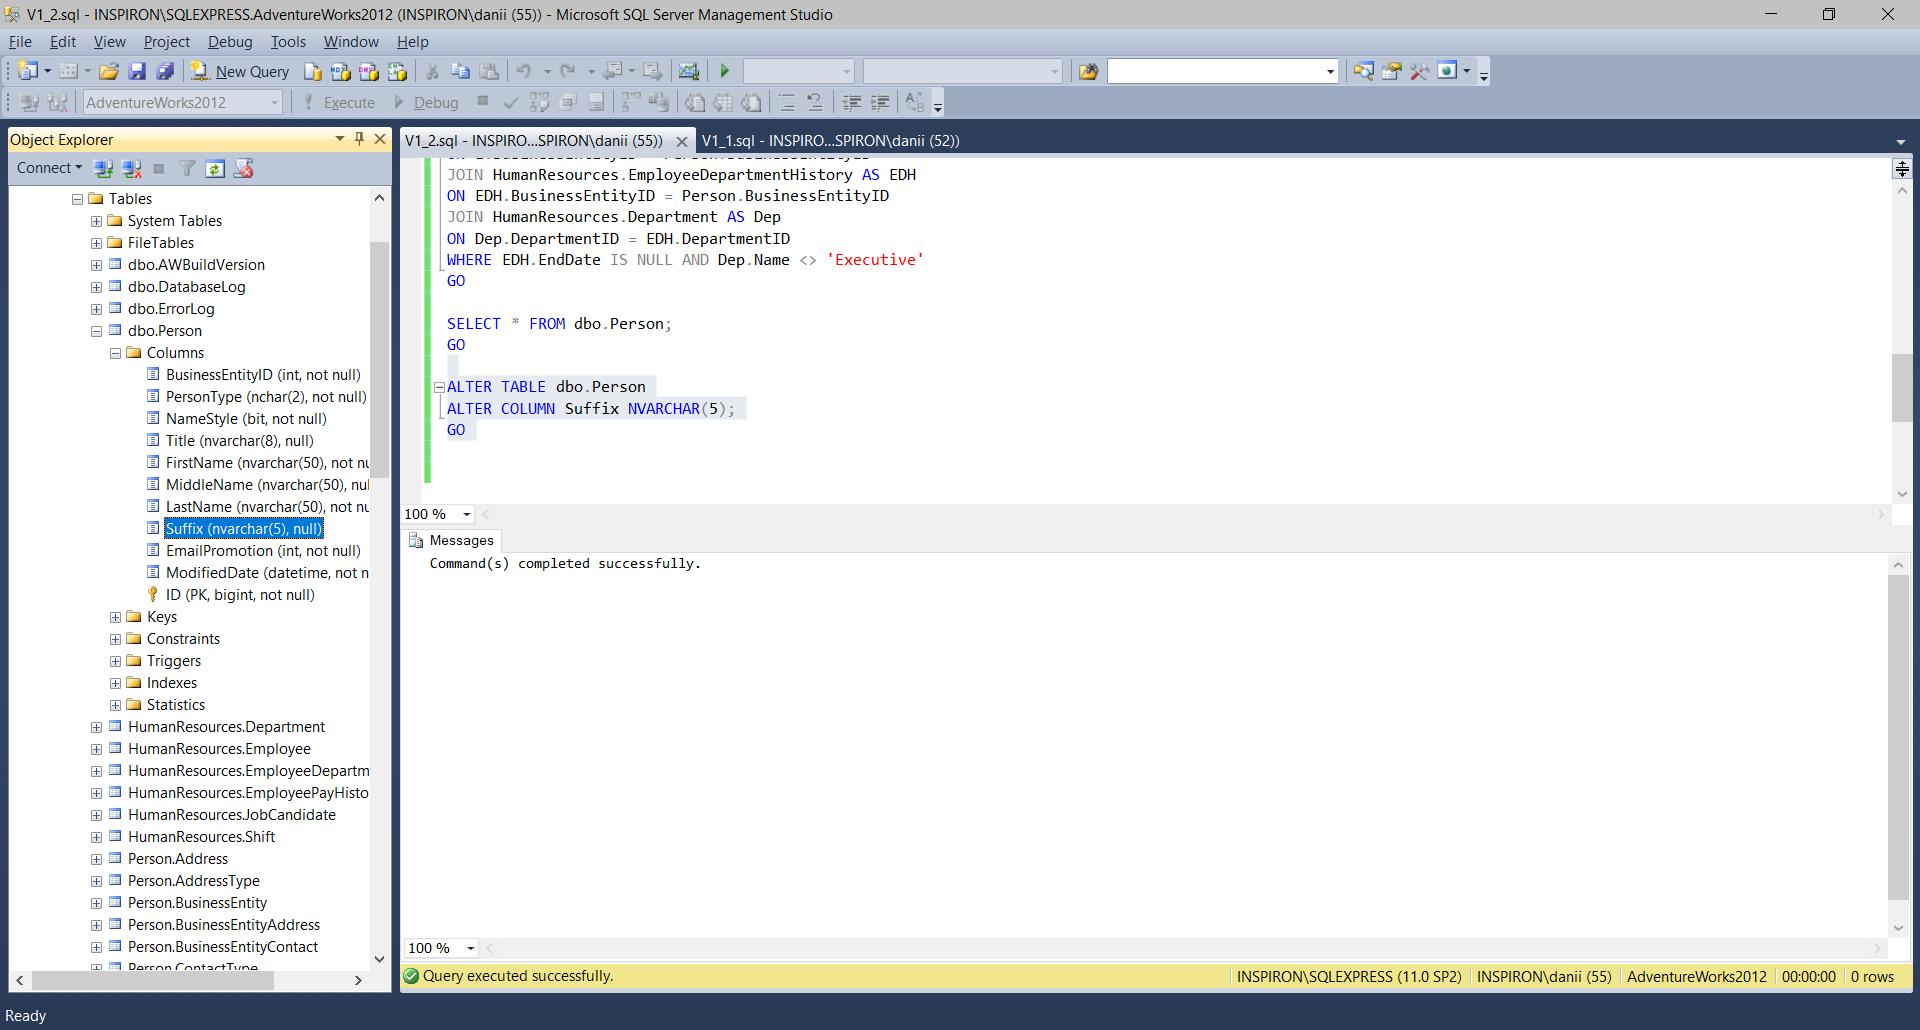 V1_2.sql - INSPIRON\SQLEXPRESS.AdventureWorks2012 (INSPIRON\danii (55)) - Microsoft SQL Server Management Studio
File Edit View Project Debug Tools Window Help
New Query
AdventureWorks2012 Execute Debug
Object Explorer
Connect
Tables
System Tables
FileTables
dbo.AWBuildVersion
dbo.DatabaseLog
dbo.ErrorLog
dbo.Person
Columns
BusinessEntityID (int, not null)
PersonType (nchar(2), not null)
NameStyle (bit, not null)
Title (nvarchar(8), null)
FirstName (nvarchar(50), not nu
MiddleName (nvarchar(50), nul
LastName (nvarchar(50), not nu
Suffix (nvarchar(5), null)
EmailPromotion (int, not null)
ModifiedDate (datetime, not n
ID (PK, bigint, not null)
Keys
Constraints
Triggers
Indexes
Statistics
HumanResources.Department
HumanResources.Employee
HumanResources.EmployeeDepartm
HumanResources.EmployeePayHisto
HumanResources.JobCandidate
HumanResources.Shift
Person.Address
Person.AddressType
Person.BusinessEntity
Person.BusinessEntityAddress
Person.BusinessEntityContact
Person.ContactType
V1_2.sql - INSPIRO...SPIRON\danii (55)) V1_1.sql - INSPIRO...SPIRON\danii (52))
JOIN HumanResources.EmployeeDepartmentHistory AS EDH
ON EDH.BusinessEntityID = Person.BusinessEntityID
JOIN HumanResources.Department AS Dep
ON Dep.DepartmentID = EDH.DepartmentID
WHERE EDH.EndDate IS NULL AND Dep.Name <> 'Executive'
GO
SELECT * FROM dbo.Person;
GO
ALTER TABLE dbo.Person
ALTER COLUMN Suffix NVARCHAR(5);
GO
100 %
Messages
Command(s) completed successfully.
100 %
Query executed successfully. INSPIRON\SQLEXPRESS (11.0 SP2) INSPIRON\danii (55) AdventureWorks2012 00:00:00 0 rows
Ready